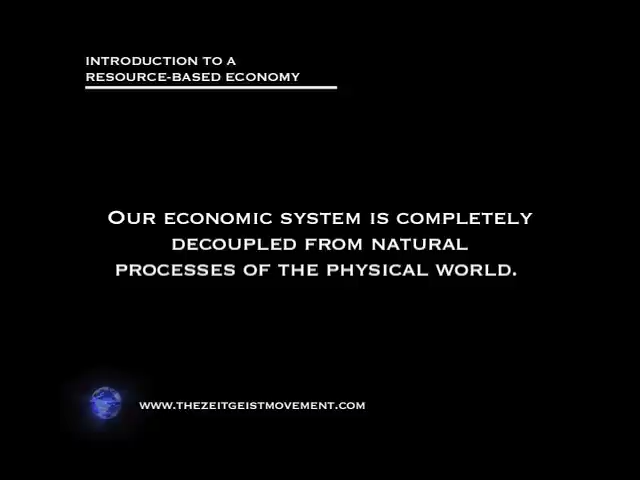 INTRODUCTION TO A
RESOURCE-BASED ECONOMY
OUR ECONOMIC SYSTEM IS COMPLETELY
DECOUPLED FROM NATURAL
PROCESSES OF THE PHYSICAL WORLD.
WWW.THEZEITGEISTMOVEMENT.COM